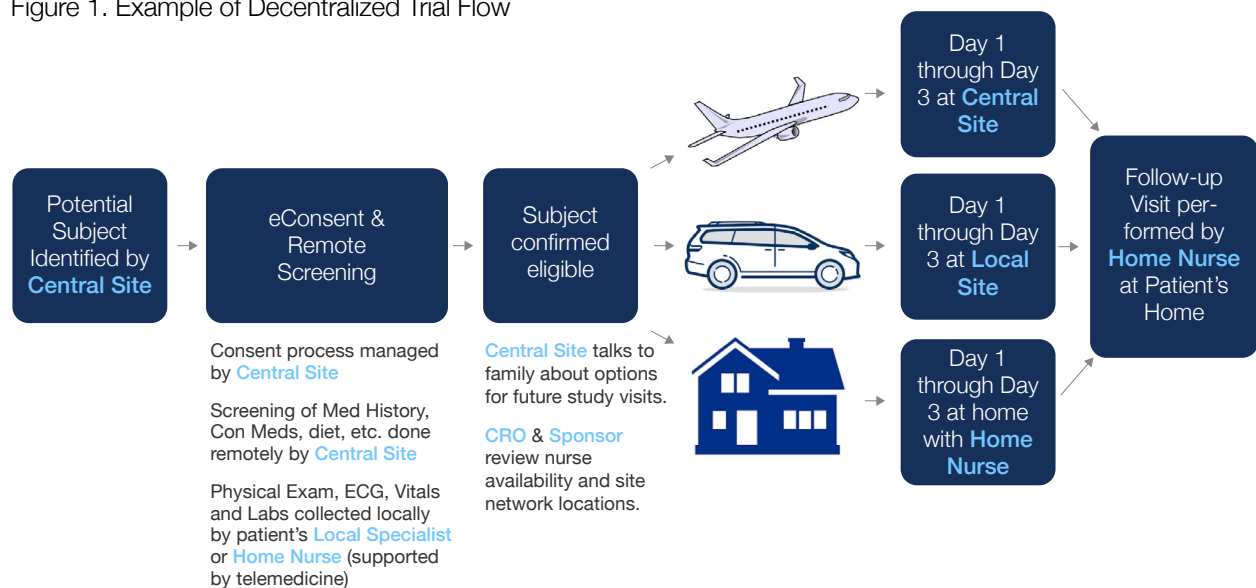 Figure 1. Example of Decentralized Trial Flow
Potential
Subject
Identified by
Central Site
eConsent &
Remote
Screening
Consent process managed
by Central Site
Screening of Med History,
Con Meds, diet, etc. done
remotely by Central Site
Physical Exam, ECG, Vitals
and Labs collected locally
by patient's Local Specialist
or Home Nurse (supported
by telemedicine)
Subject
confirmed
eligible
Central Site talks to
family about options
for future study visits.
CRO & Sponsor
review nurse
availability and site
network locations.
Day 1
through Day
3 at Central
Site
Day 1
through Day
3 at Local
Site
Day 1
through Day
3 at home
with Home
Nurse
Follow-up
Visit per-
formed by
Home Nurse
at Patient's
Home